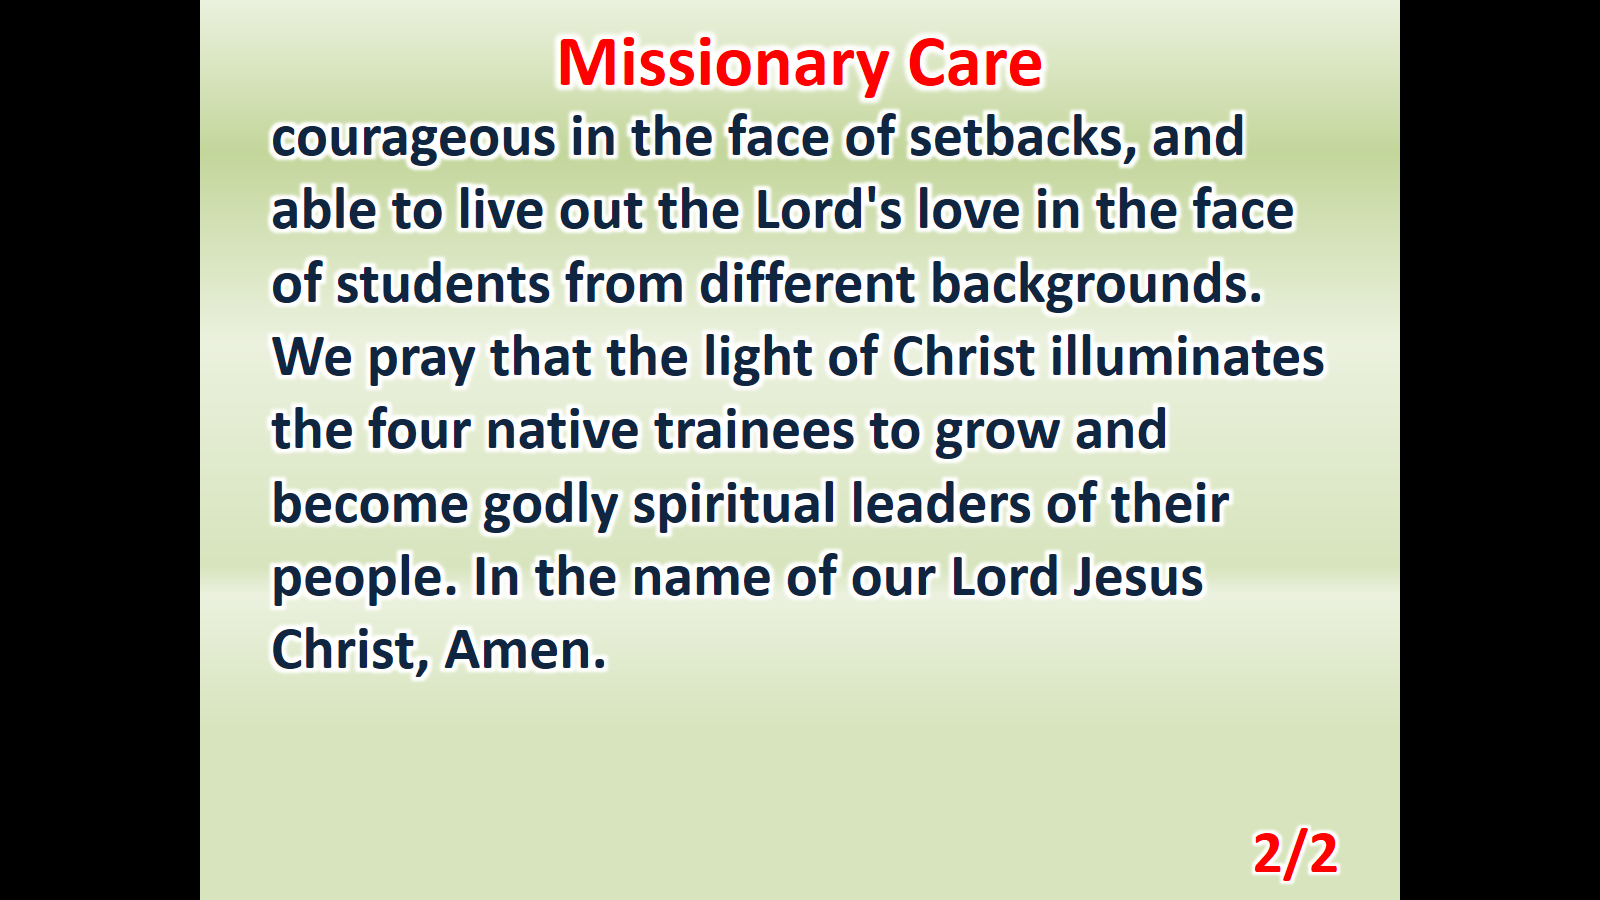 Missionary Care
courageous in the face of setbacks, and
able to live out the Lord's love in the face
of students from different backgrounds.
We pray that the light of Christ illuminates
the four native trainees to grow and
become godly spiritual leaders of their
people. In the name of our Lord Jesus
Christ, Amen.
2/2